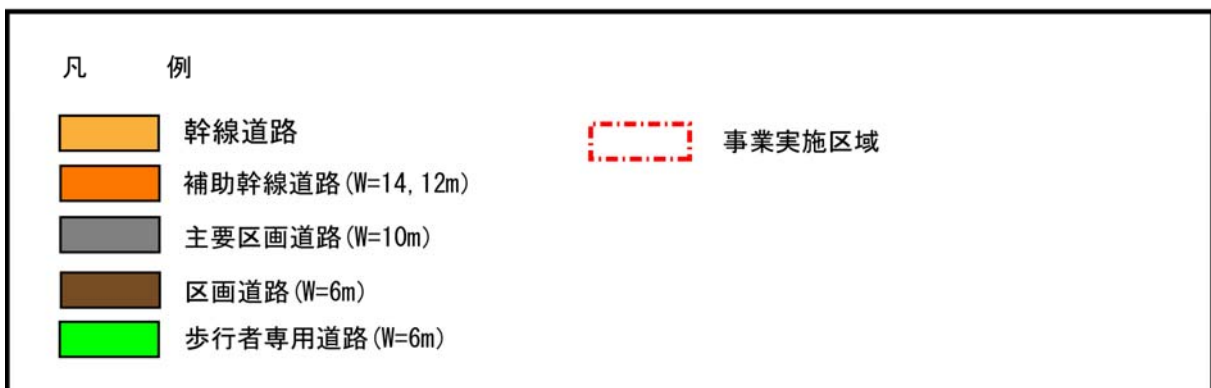 凡 例
幹線道路
補助幹線道路(W=14,12m)
主要区画道路(W=10m)
区画道路(W=6m)
歩行者専用道路(W=6m)
事業実施区域